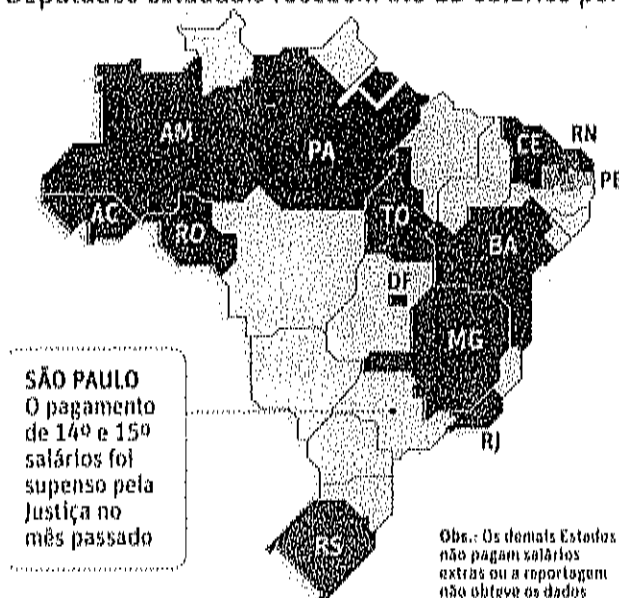 AM
PA
CE
RN
PE
AC
RO
TO
BA
DF
MG
SÃO PAULO
O pagamento
de 14º e 15º
salários foi
supenso pela
Justiça no
mês passado
RJ
RS
Obs.: Os demais Estados
não pagam salários
extras ou a reportagem
não obteve os dados